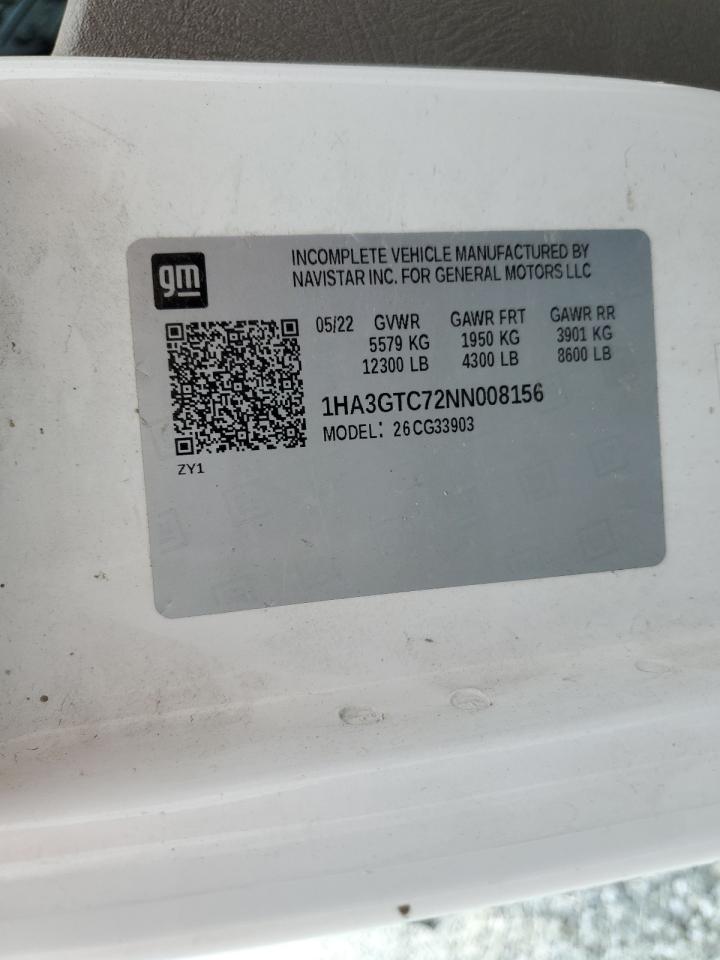 gm
INCOMPLETE VEHICLE MANUFACTURED BY
NAVISTAR INC. FOR GENERAL MOTORS LLC
05/22 GVWR GAWR FRT GAWR RR
5579 KG 1950 KG 3901 KG
12300 LB 4300 LB 8600 LB
1HA3GTC72NN008156
MODEL: 26CG33903
ZY1